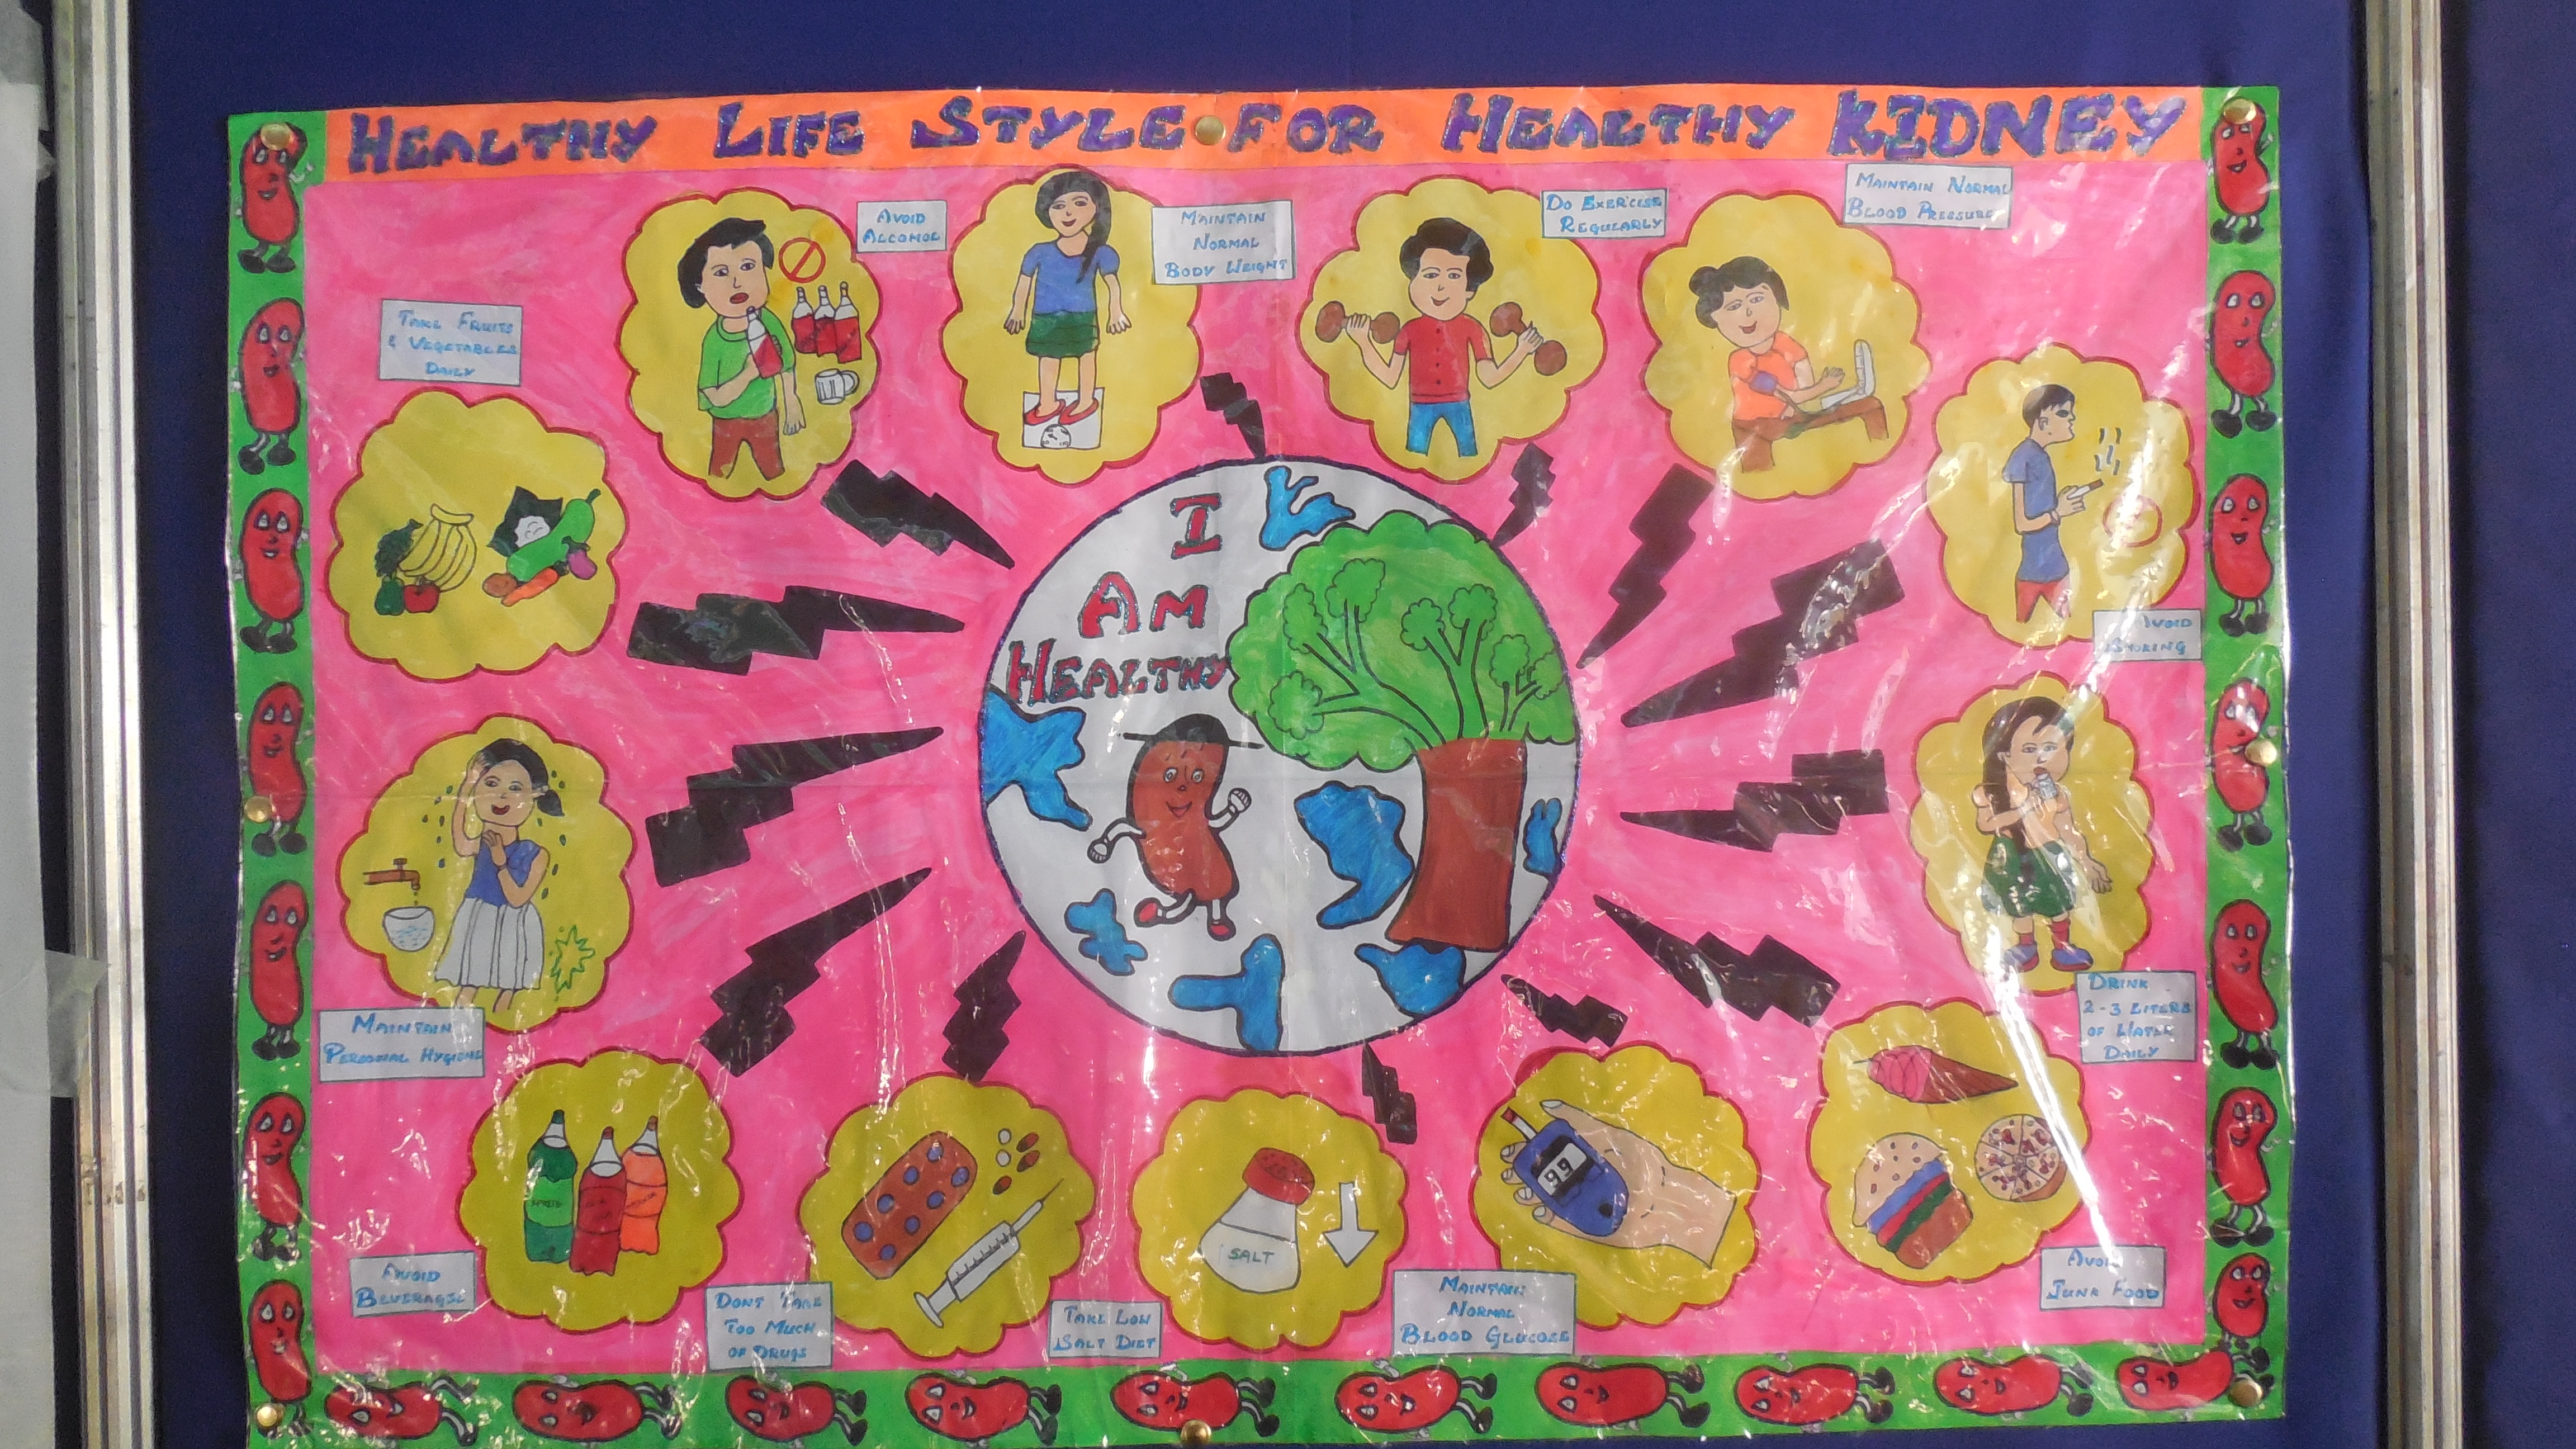 HEALTHY LIFE STYLE FOR HEALTHY KIDNEY
AVOID
ALCOHOL
MAINTAIN
NORMAL
BODY WEIGHT
DO EXERCISE
REGULARLY
MAINTAIN NORMAL
BLOOD PRESSURE
TAKE FRUITS
& VEGETABLES
DAILY
I
AM
HEALTHY
AVOID
SMOKING
MAINTAIN
PERSONAL HYGIENE
DRINK
2-3 LITERS
OF WATER
DAILY
AVOID
BEVERAGES
DONT TAKE
TOO MUCH
OF DRUGS
SALT
TAKE LOW
SALT DIET
99
MAINTAIN
NORMAL
BLOOD GLUCOSE
AVOID
JUNK FOOD